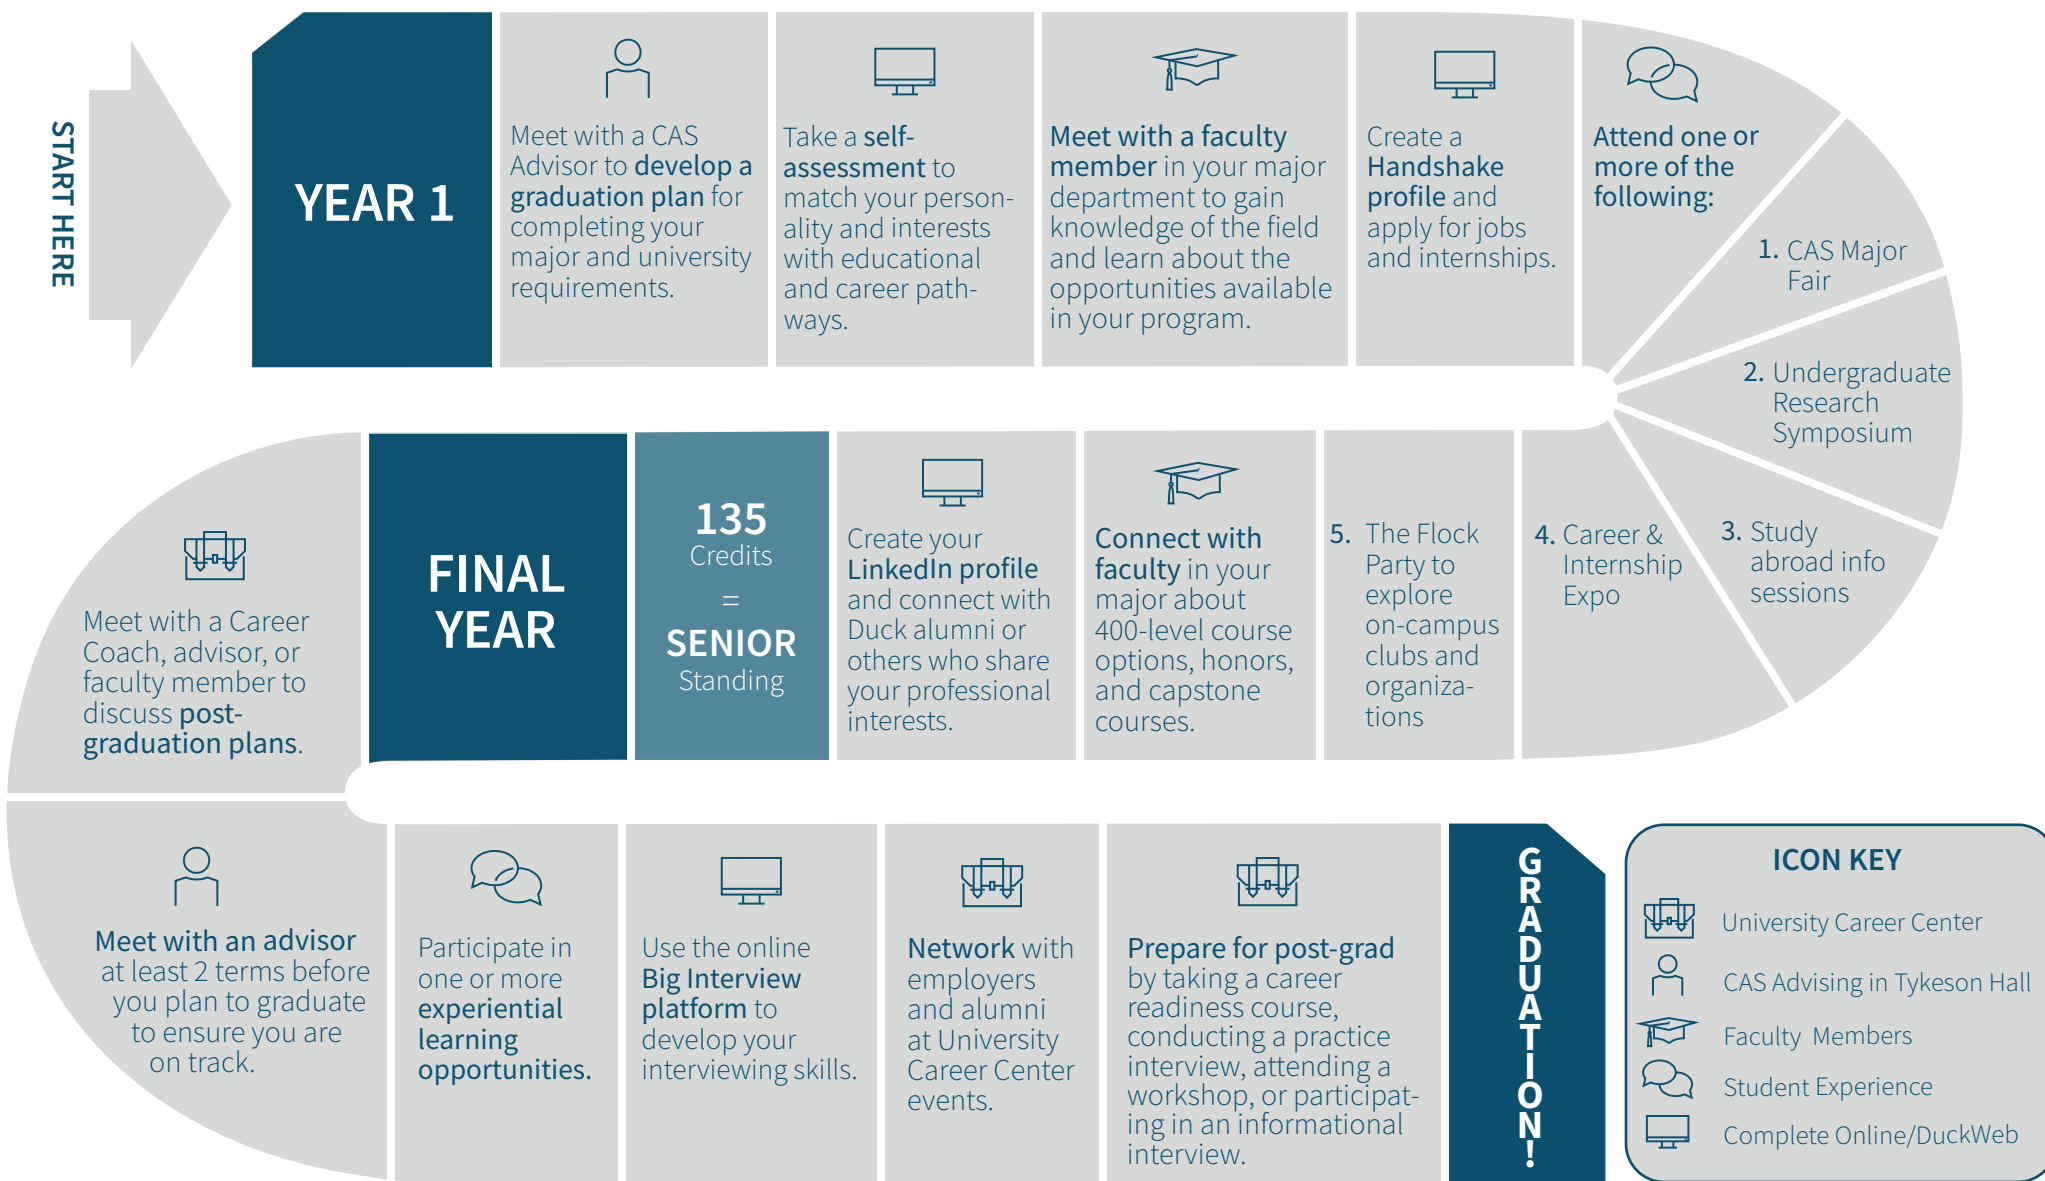 START HERE
YEAR 1
Meet with a CAS
Advisor to develop a
graduation plan for
completing your
major and university
requirements.
Take a self-
assessment to
match your person-
ality and interests
with educational
and career path-
ways.
Meet with a faculty
member in your major
department to gain
knowledge of the field
and learn about the
opportunities available
in your program.
Create a
Handshake
profile and
apply for jobs
and internships.
Attend one or
more of the
following:
1. CAS Major
Fair
2. Undergraduate
Research
Symposium
3. Study
abroad info
sessions
4. Career &
Internship
Expo
5. The Flock
Party to
explore
on-campus
clubs and
organiza-
tions
Connect with
faculty in your
major about
400-level course
options, honors,
and capstone
courses.
Create your
LinkedIn profile
and connect with
Duck alumni or
others who share
your professional
interests.
135
Credits
=
SENIOR
Standing
FINAL
YEAR
Meet with a Career
Coach, advisor, or
faculty member to
discuss post-
graduation plans.
Meet with an advisor
at least 2 terms before
you plan to graduate
to ensure you are
on track.
Participate in
one or more
experiential
learning
opportunities.
Use the online
Big Interview
platform to
develop your
interviewing skills.
Network with
employers
and alumni
at University
Career Center
events.
Prepare for post-grad
by taking a career
readiness course,
conducting a practice
interview, attending a
workshop, or participat-
ing in an informational
interview.
GRADUATION!
ICON KEY
University Career Center
CAS Advising in Tykeson Hall
Faculty Members
Student Experience
Complete Online/DuckWeb